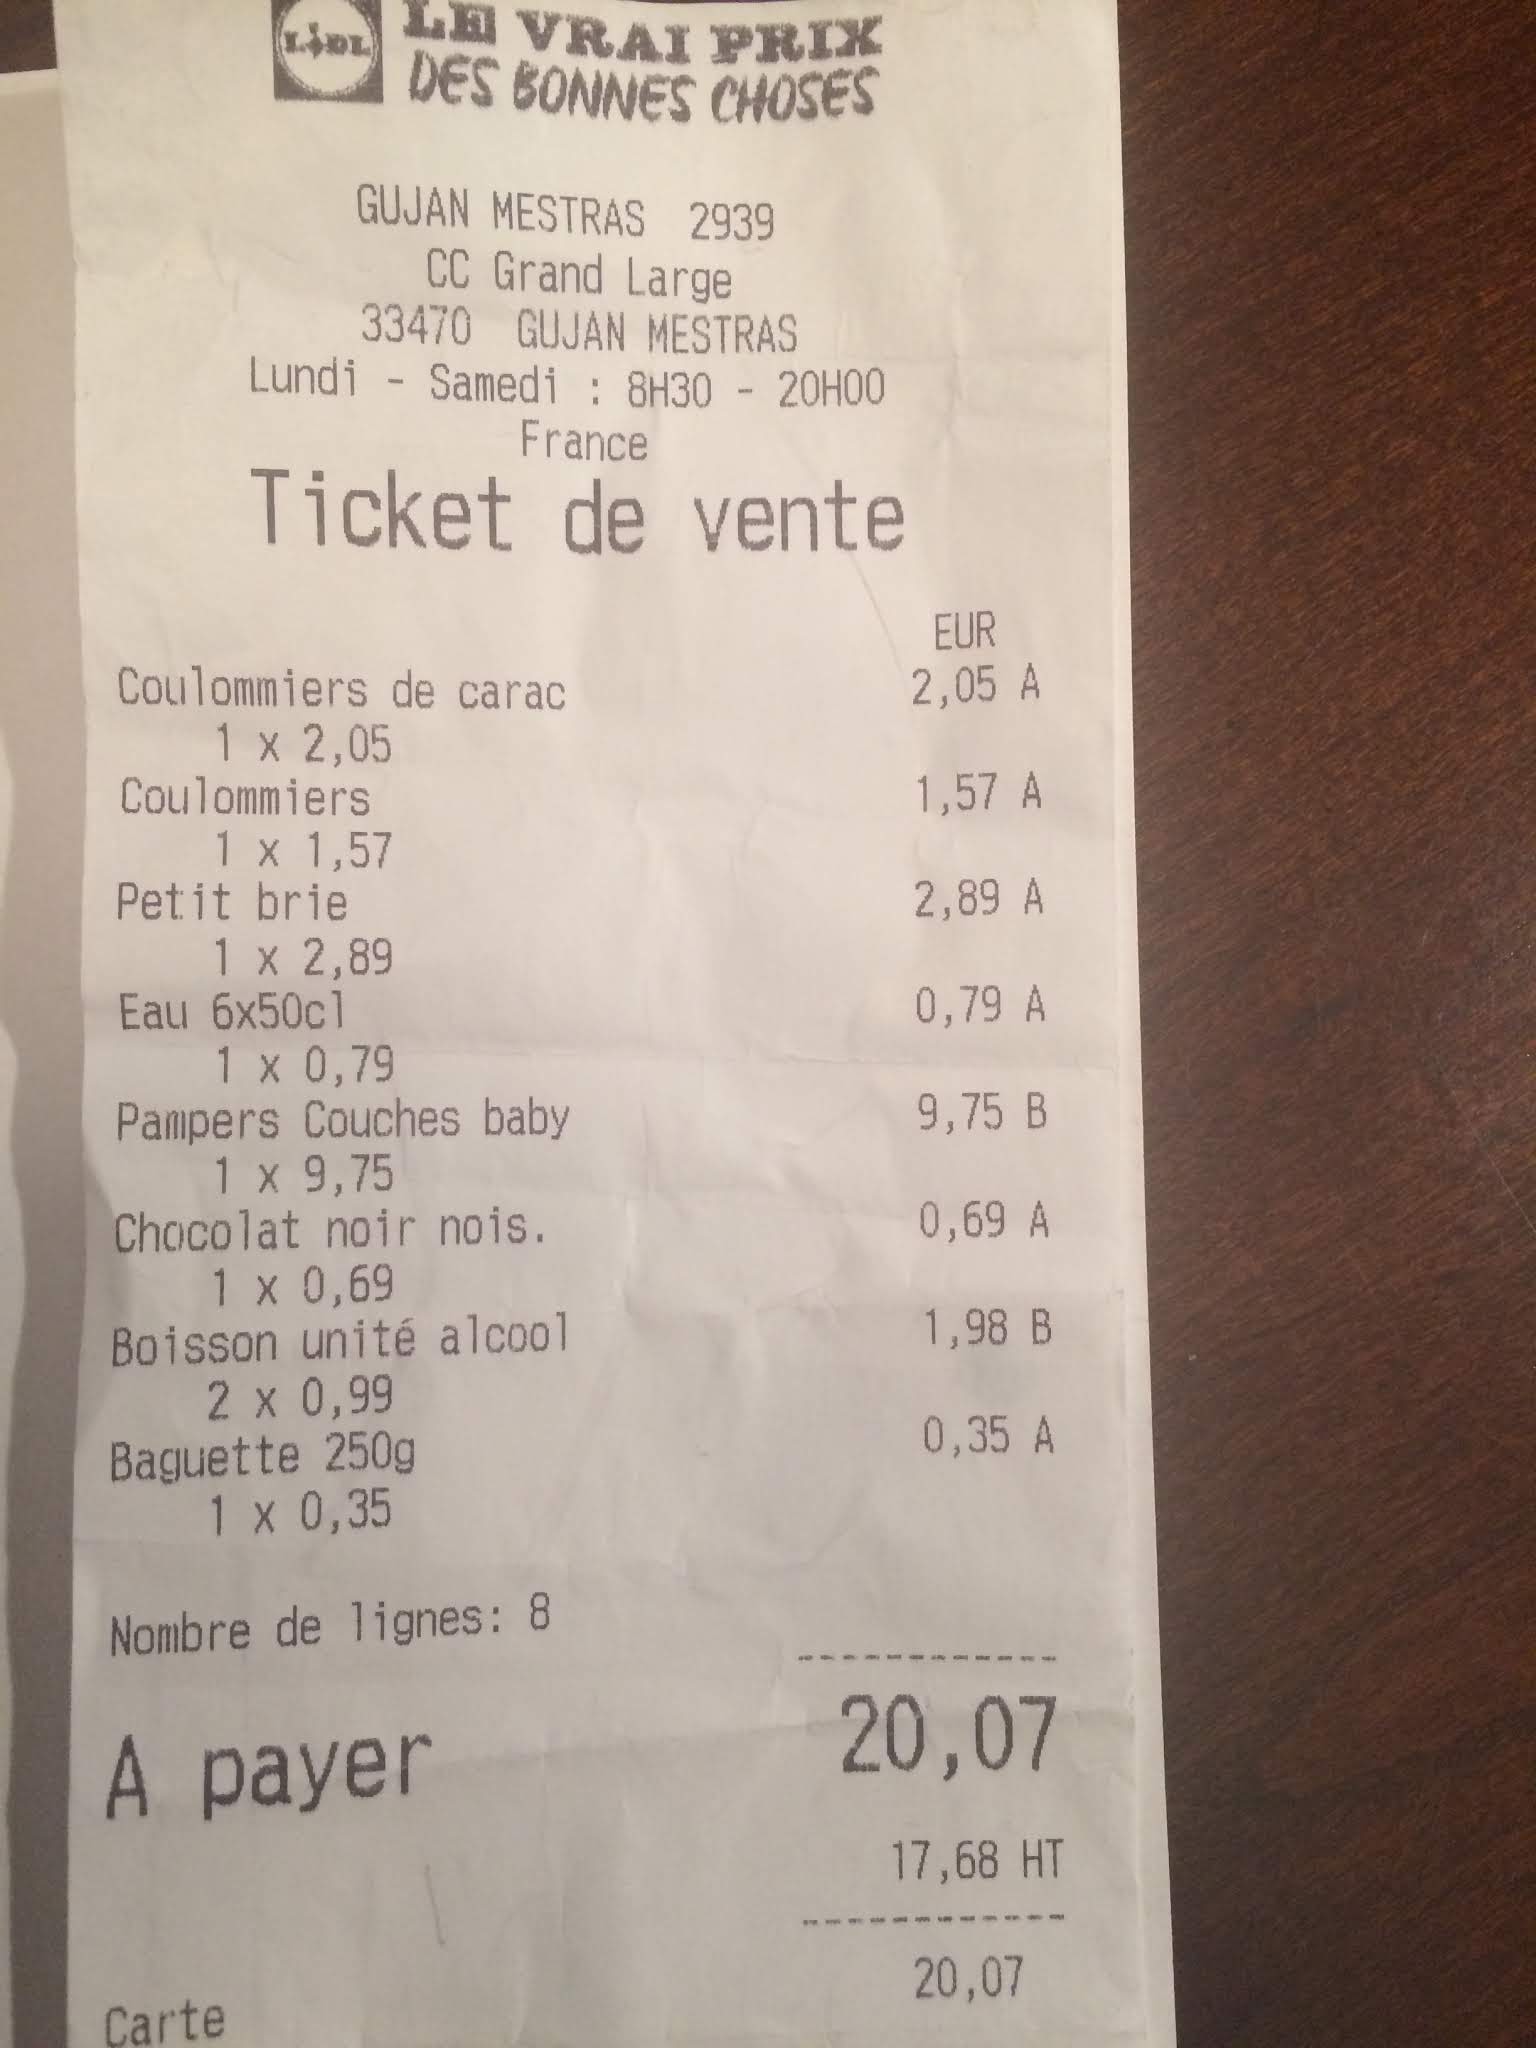 LIDL LE VRAI PRIX
DES BONNES CHOSES
GUJAN MESTRAS 2939
CC Grand Large
33470 GUJAN MESTRAS
Lundi - Samedi : 8H30 - 20H00
France
Ticket de vente
EUR
Coulommiers de carac 2,05 A
1 x 2,05
Coulommiers 1,57 A
1 x 1,57
Petit brie 2,89 A
1 x 2,89
Eau 6x50cl 0,79 A
1 x 0,79
Pampers Couches baby 9,75 B
1 x 9,75
Chocolat noir nois. 0,69 A
1 x 0,69
Boisson unité alcool 1,98 B
2 x 0,99
Baguette 250g 0,35 A
1 x 0,35
Nombre de lignes: 8
------------
A payer 20,07
17,68 HT
------------
Carte 20,07